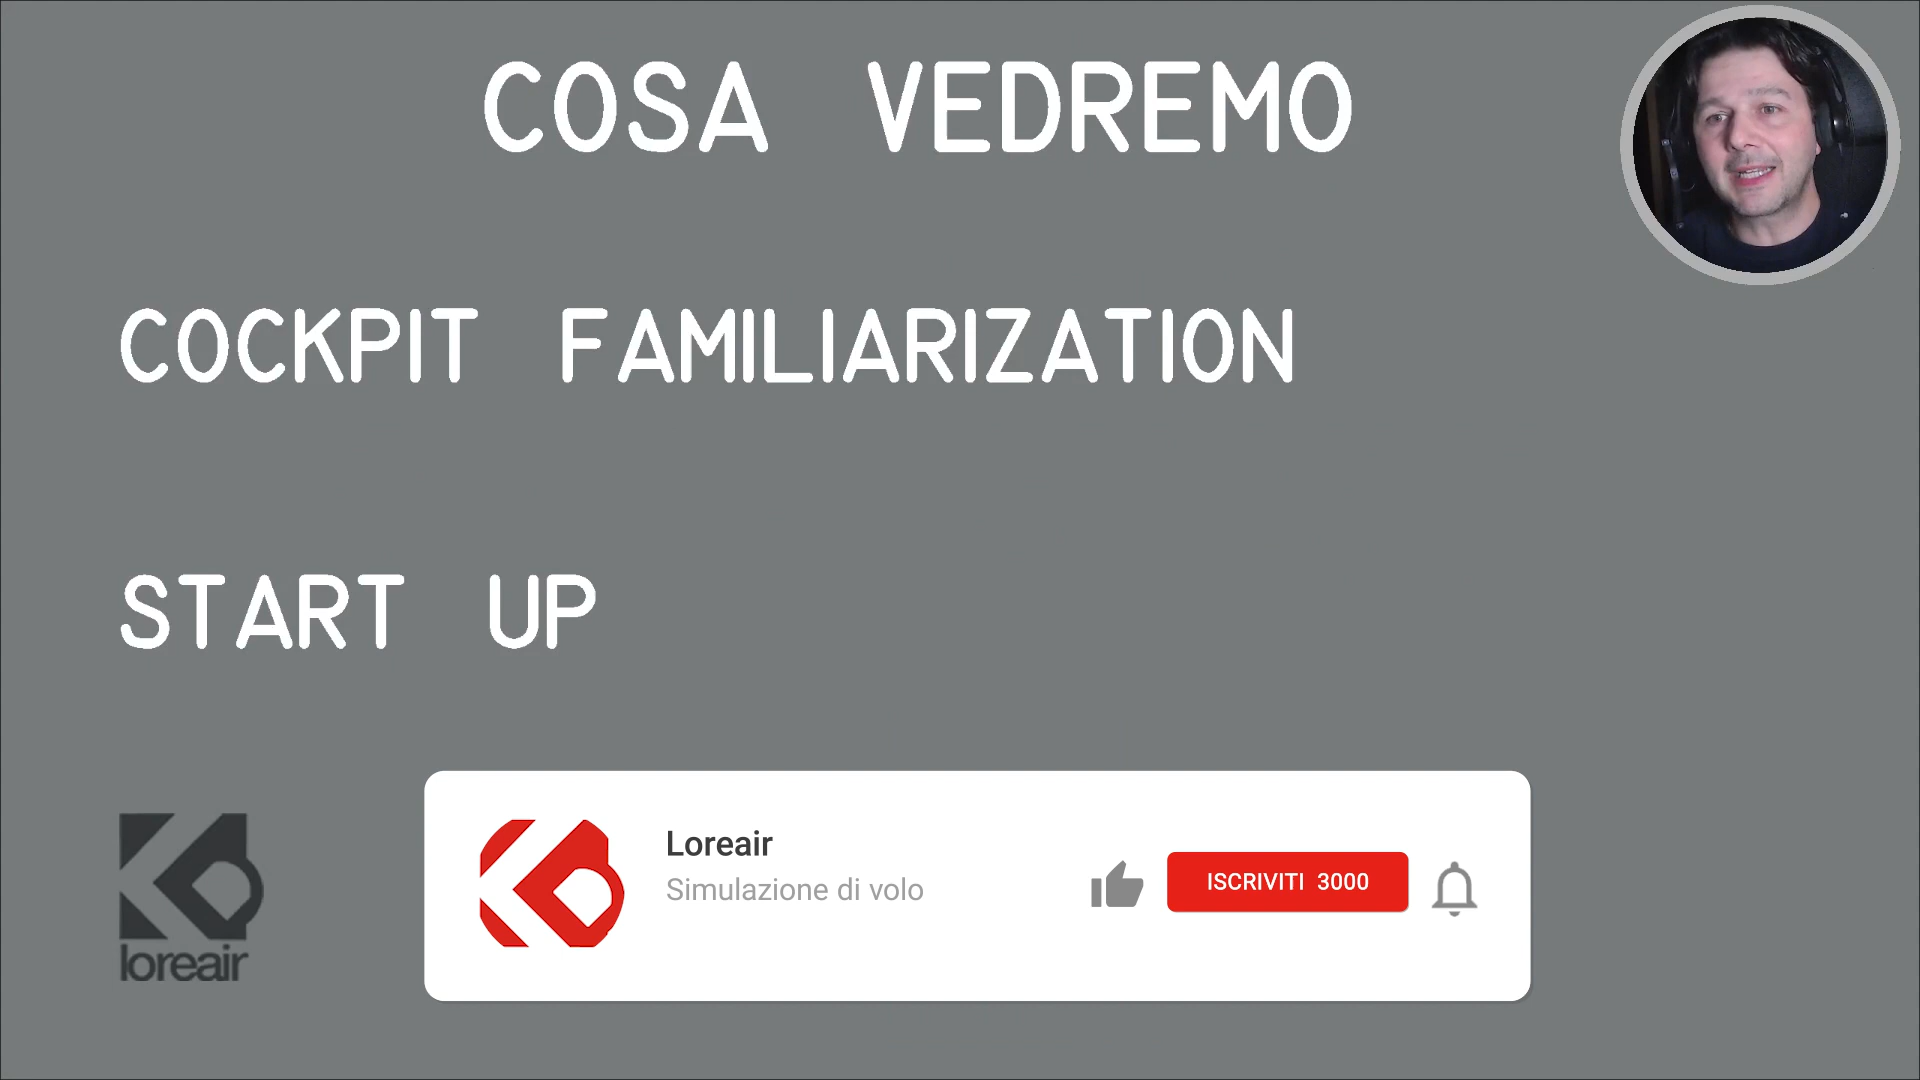 COSA VEDREMO
COCKPIT FAMILIARIZATION
START UP
loreair
Loreair
Simulazione di volo
ISCRIVITI 3000